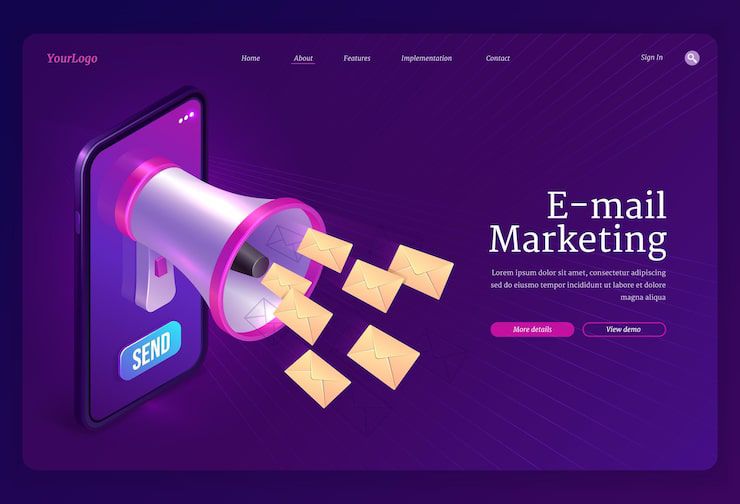 YourLogo
Home About Features Implementation Contact Sign In
E-mail
Marketing
Lorem ipsum dolor sit amet, consectetur adipiscing
sed do eiusmod tempor incididunt ut labore et dolore
magna aliqua
More details View demo
SEND